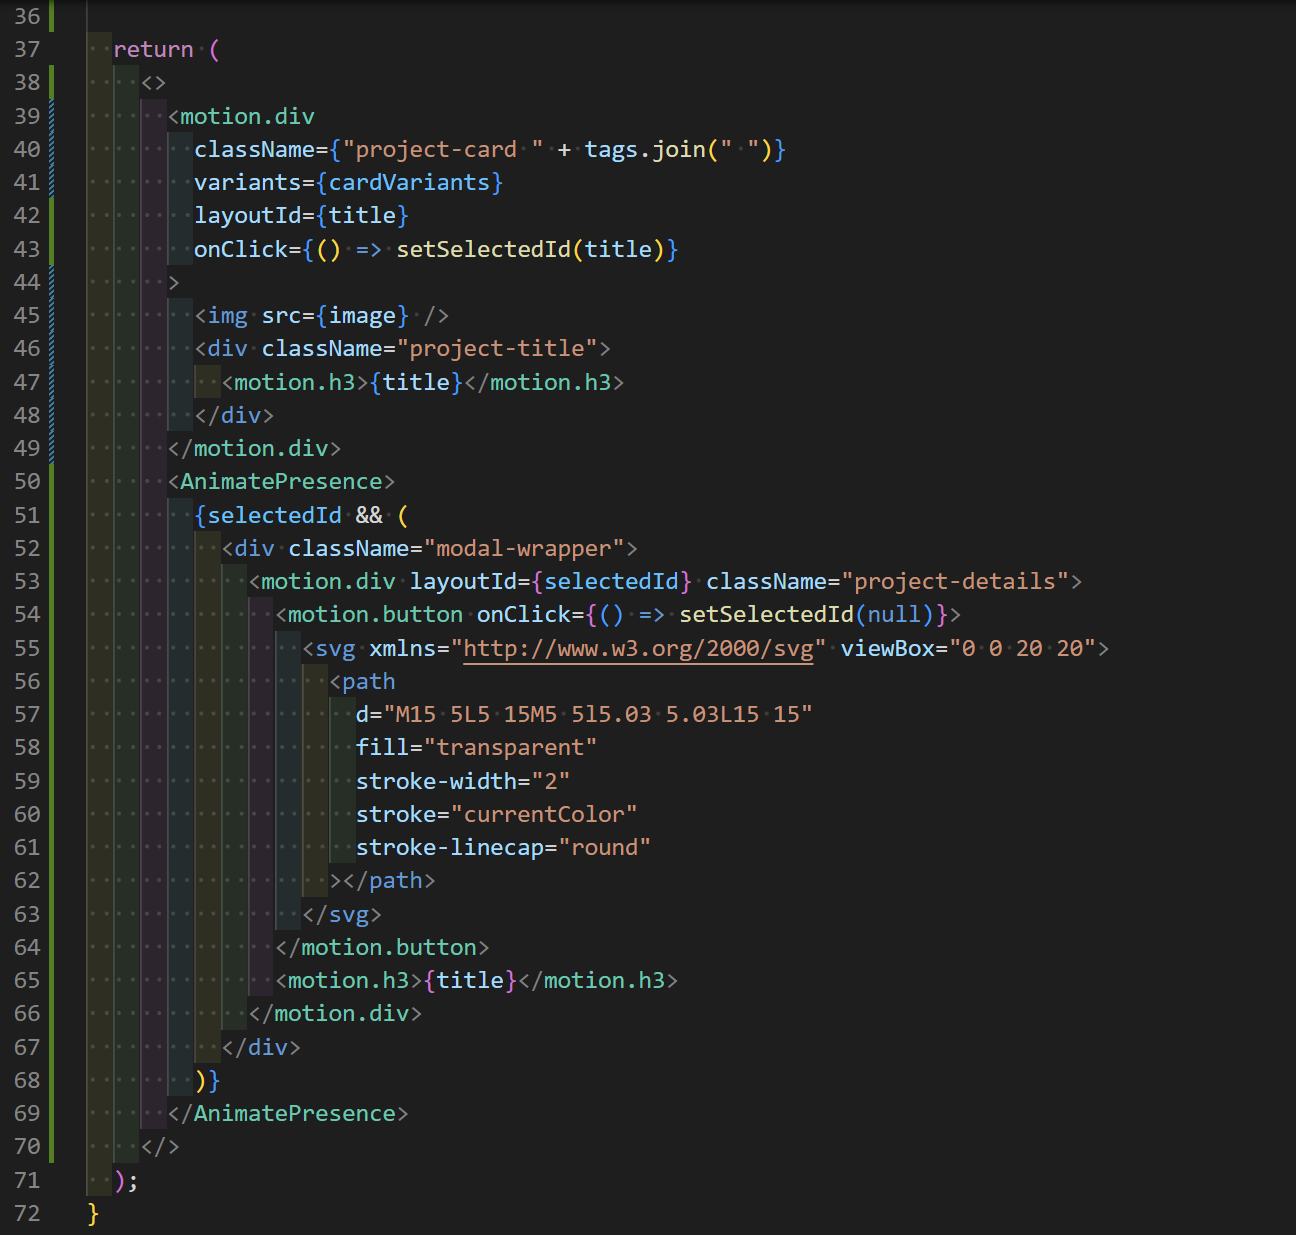 36
37 return (
38 <>
39 <motion.div
40 className={"project-card " + tags.join(" ")}
41 variants={cardVariants}
42 layoutId={title}
43 onClick={() => setSelectedId(title)}
44 >
45 <img src={image} />
46 <div className="project-title">
47 <motion.h3>{title}</motion.h3>
48 </div>
49 </motion.div>
50 <AnimatePresence>
51 {selectedId && (
52 <div className="modal-wrapper">
53 <motion.div layoutId={selectedId} className="project-details">
54 <motion.button onClick={() => setSelectedId(null)}>
55 <svg xmlns="http://www.w3.org/2000/svg" viewBox="0 0 20 20">
56 <path
57 d="M15 5L5 15M5 5l5.03 5.03L15 15"
58 fill="transparent"
59 stroke-width="2"
60 stroke="currentColor"
61 stroke-linecap="round"
62 ></path>
63 </svg>
64 </motion.button>
65 <motion.h3>{title}</motion.h3>
66 </motion.div>
67 </div>
68 )}
69 </AnimatePresence>
70 </>
71 );
72 }